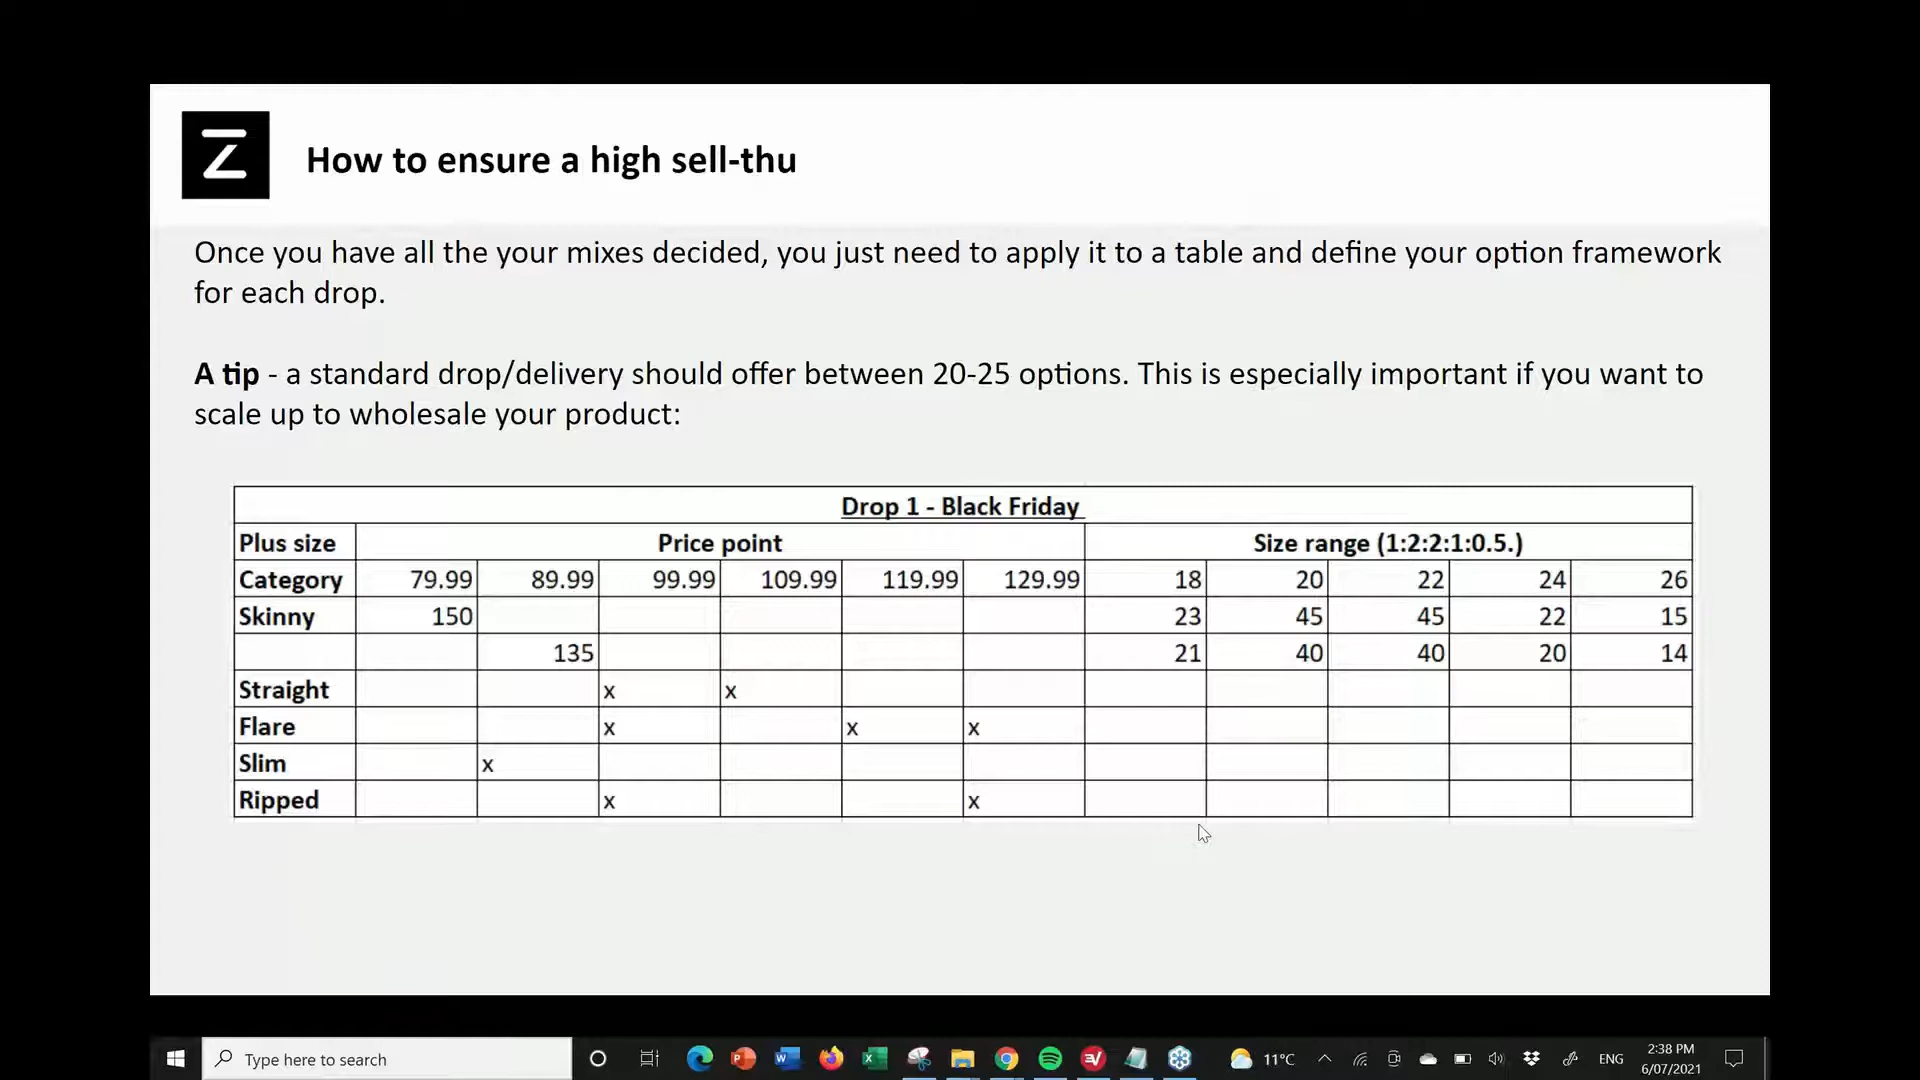 Z
How to ensure a high sell-thu
Once you have all the your mixes decided, you just need to apply it to a table and define your option framework
for each drop.
A tip - a standard drop/delivery should offer between 20-25 options. This is especially important if you want to
scale up to wholesale your product:
Drop 1 - Black Friday
Plus size Price point Size range (1:2:2:1:0.5.)
Category 79.99 89.99 99.99 109.99 119.99 129.99 18 20 22 24 26
Skinny 150 23 45 45 22 15
135 21 40 40 20 14
Straight x x
Flare x x x
Slim x
Ripped x x
Type here to search
11°C
ENG
2:38 PM
6/07/2021